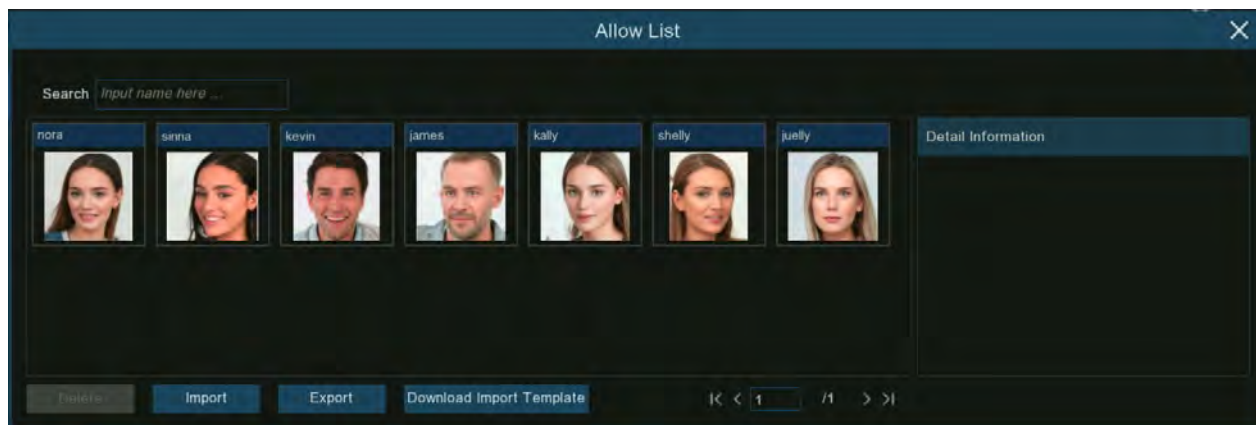 Allow List
Search Input name here ...
nora sinna kevin james kally shelly juelly
Detail Information
Delete Import Export Download Import Template 1 /1